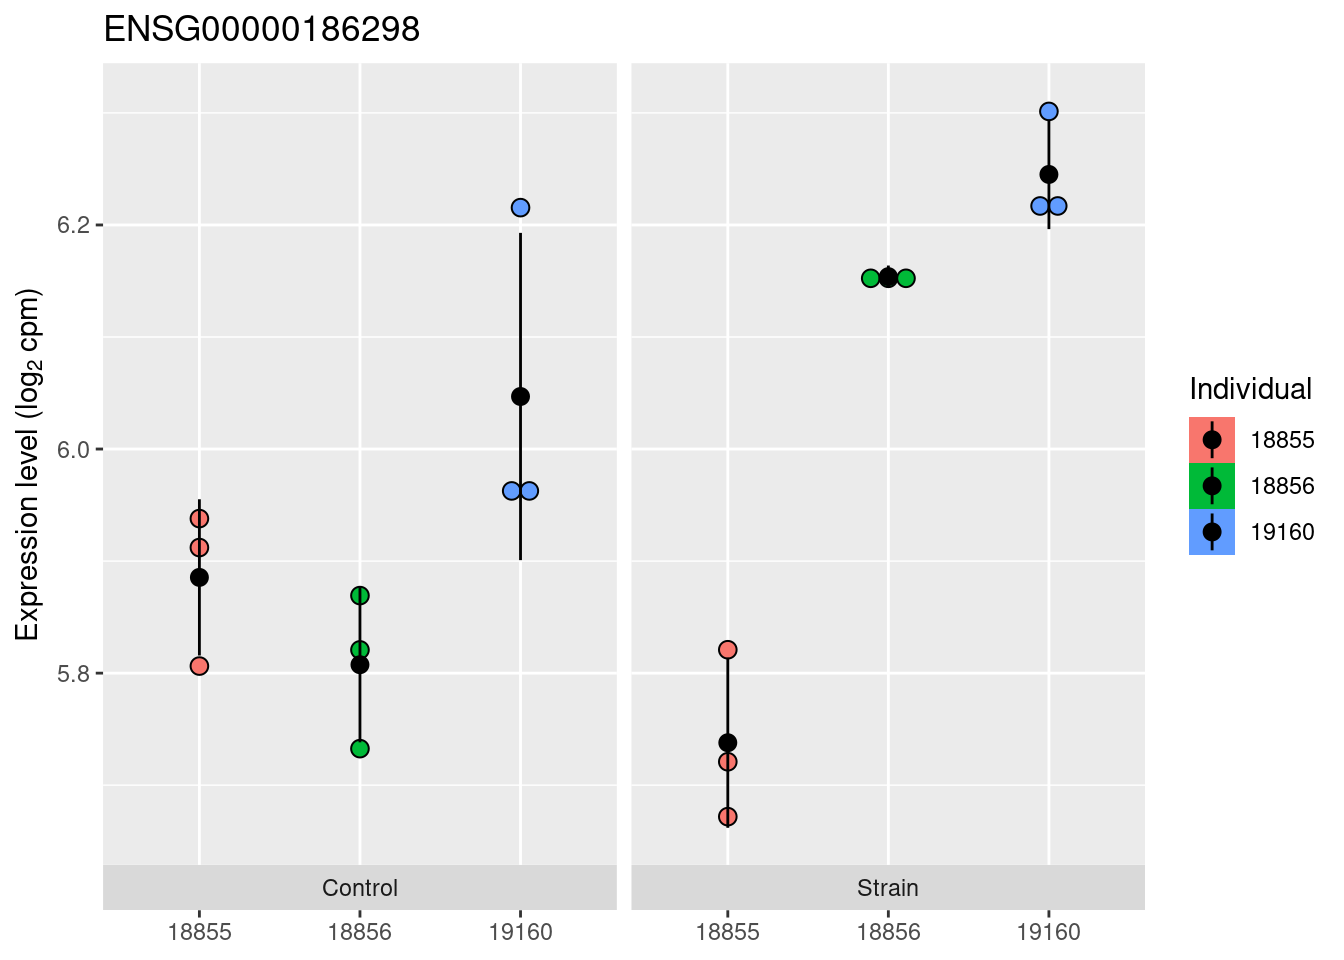 ENSG00000186298
Expression level (log₂ cpm)
6.2
6.0
5.8
Control
Strain
18855
18856
19160
18855
18856
19160
Individual
18855
18856
19160